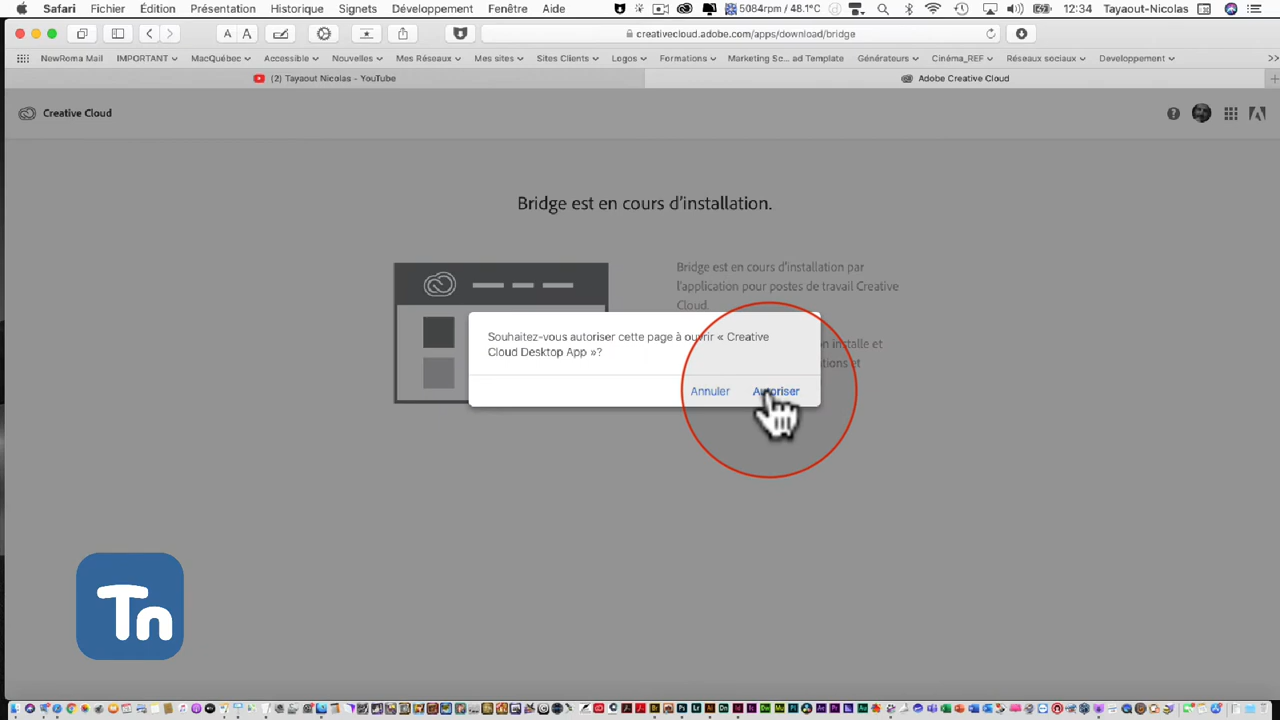 Safari Fichier Édition Présentation Historique Signets Développement Fenêtre Aide 5084rpm / 48.1°C 12:34 Tayaout-Nicolas
A A creativecloud.adobe.com/apps/download/bridge
NewRoma Mail IMPORTANT MacQuébec Accessible Nouvelles Mes Réseaux Mes sites Sites Clients Logos Formations Marketing Sc... ad Template Générateurs Cinéma_REF Réseaux sociaux Developpement
(2) Tayaout Nicolas - YouTube Adobe Creative Cloud
Creative Cloud
Bridge est en cours d'installation.
Bridge est en cours d'installation par
l'application pour postes de travail Creative
Cloud.
Souhaitez-vous autoriser cette page à ouvrir « Creative
Cloud Desktop App »?
installe et
Annuler Autoriser
Tn